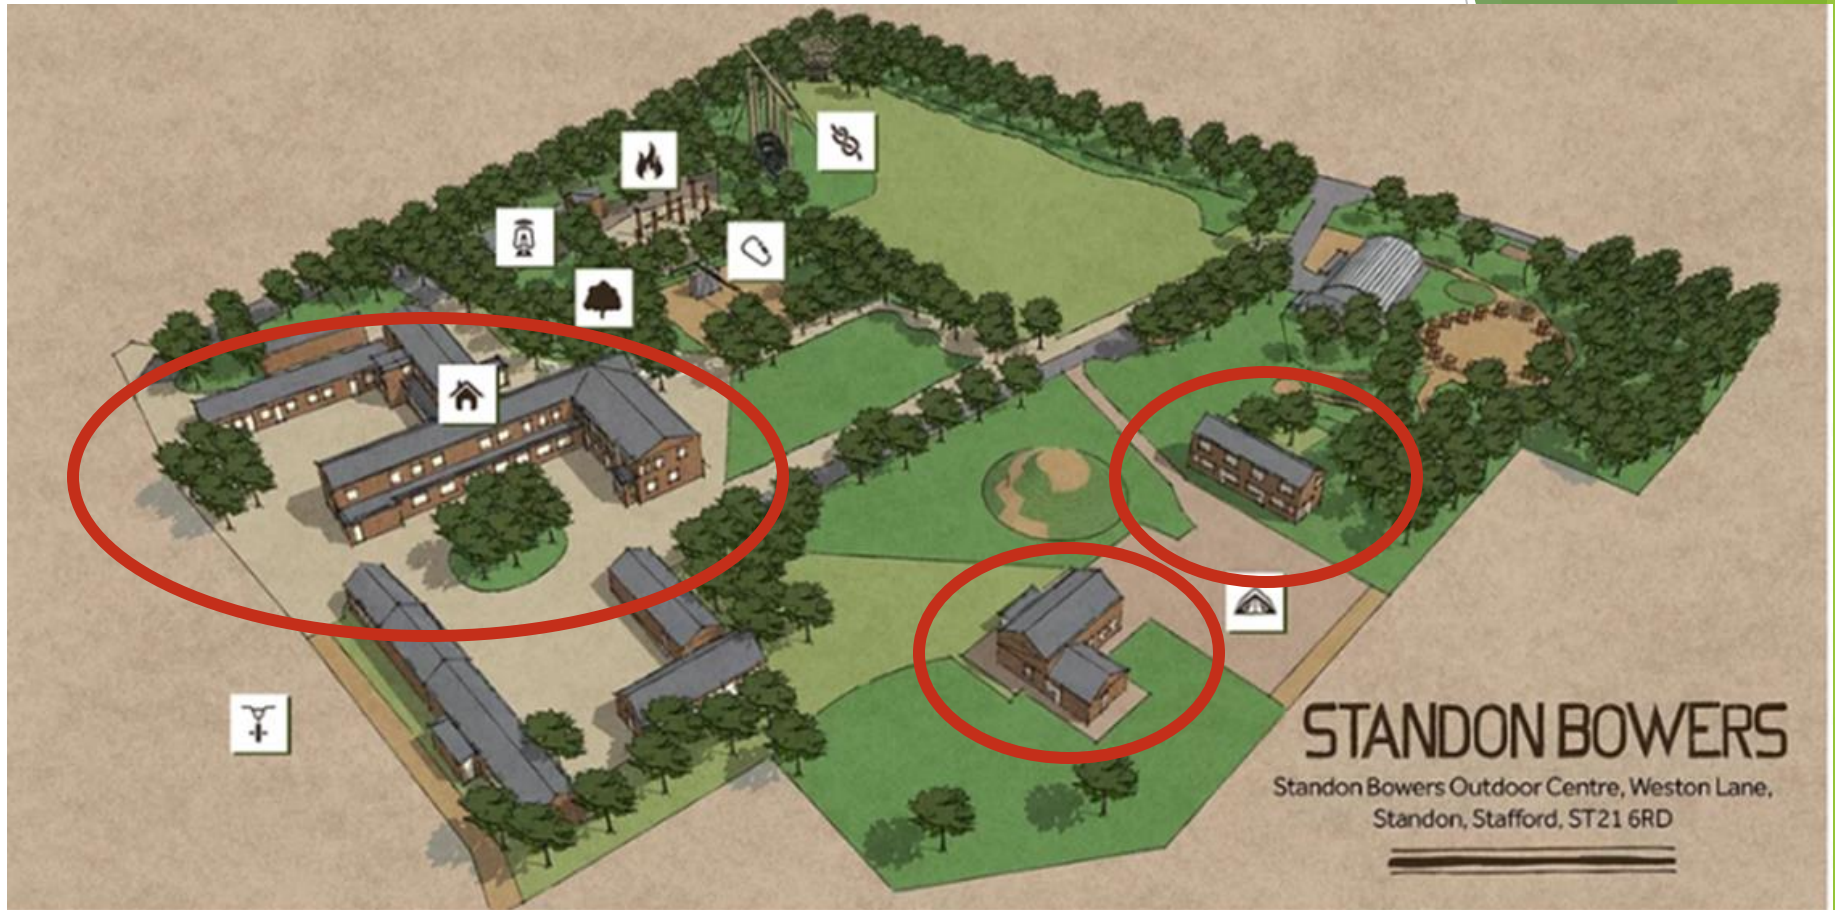 STANDON BOWERS
Standon Bowers Outdoor Centre, Weston Lane,
Standon, Stafford, ST21 6RD